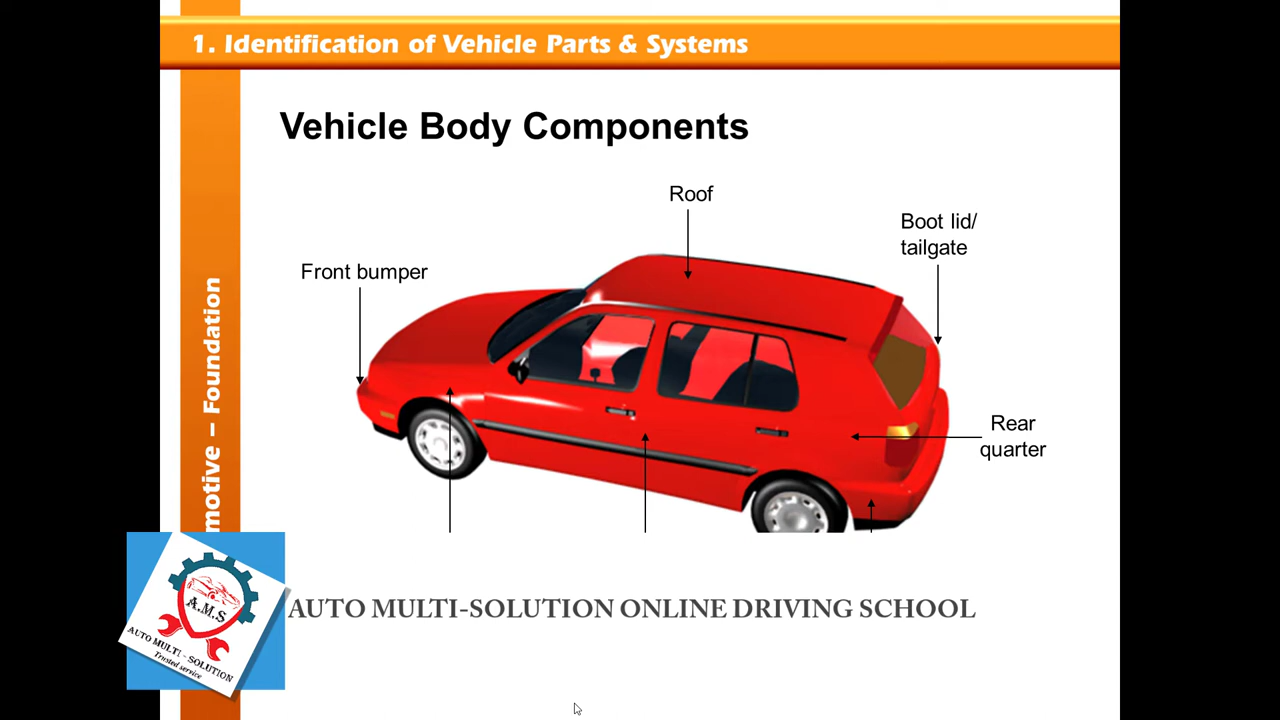 1. Identification of Vehicle Parts & Systems
Vehicle Body Components
Roof
Boot lid/
tailgate
Front bumper
Rear
quarter
motive – Foundation
A.M.S
AUTO MULTI - SOLUTION
Trusted service
AUTO MULTI-SOLUTION ONLINE DRIVING SCHOOL